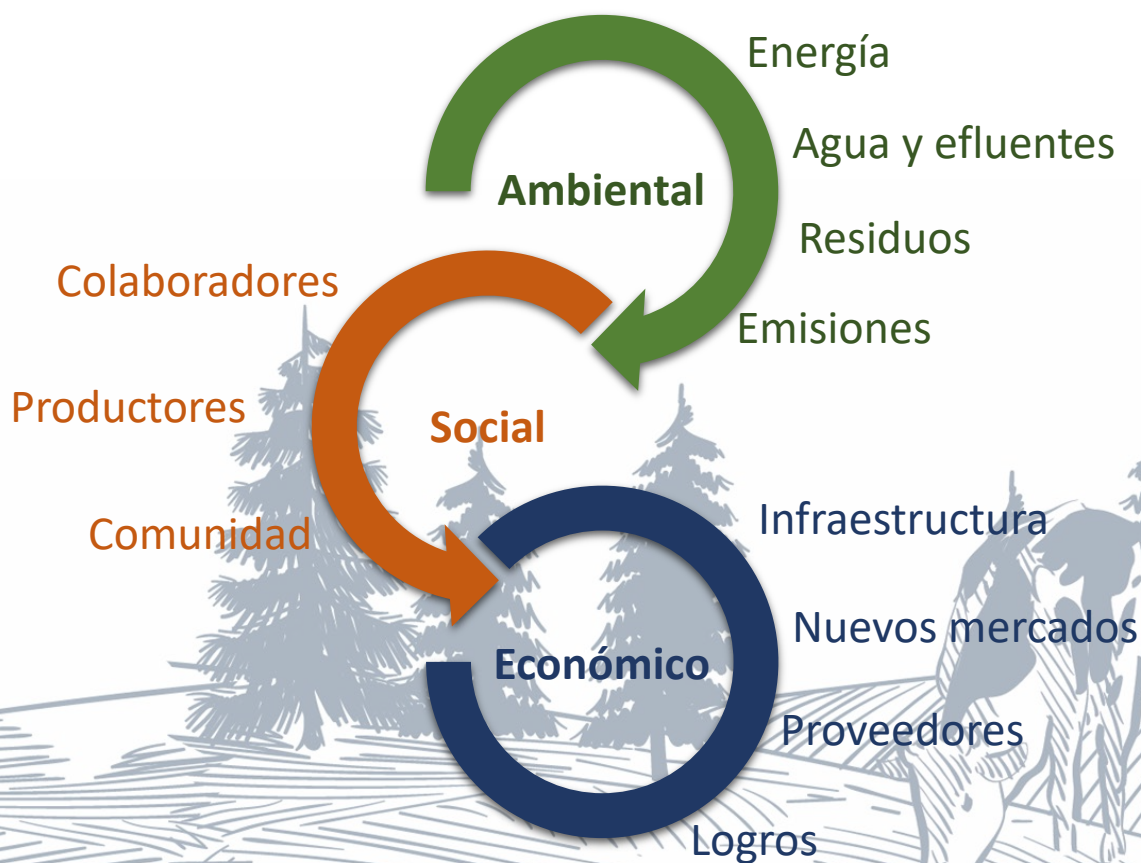 Energía
Agua y efluentes
Ambiental
Residuos
Emisiones
Colaboradores
Productores
Social
Comunidad
Infraestructura
Nuevos mercados
Económico
Proveedores
Logros